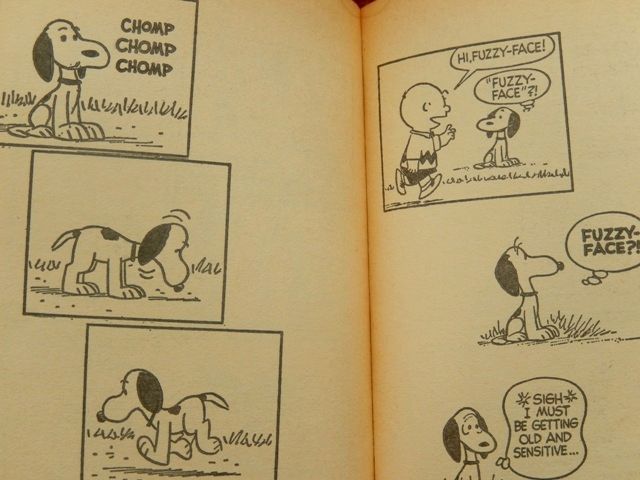 CHOMP
CHOMP
CHOMP
HI, FUZZY-FACE!
"FUZZY-
FACE"?!
FUZZY-
FACE?!
*SIGH*
I MUST
BE GETTING
OLD AND
SENSITIVE...